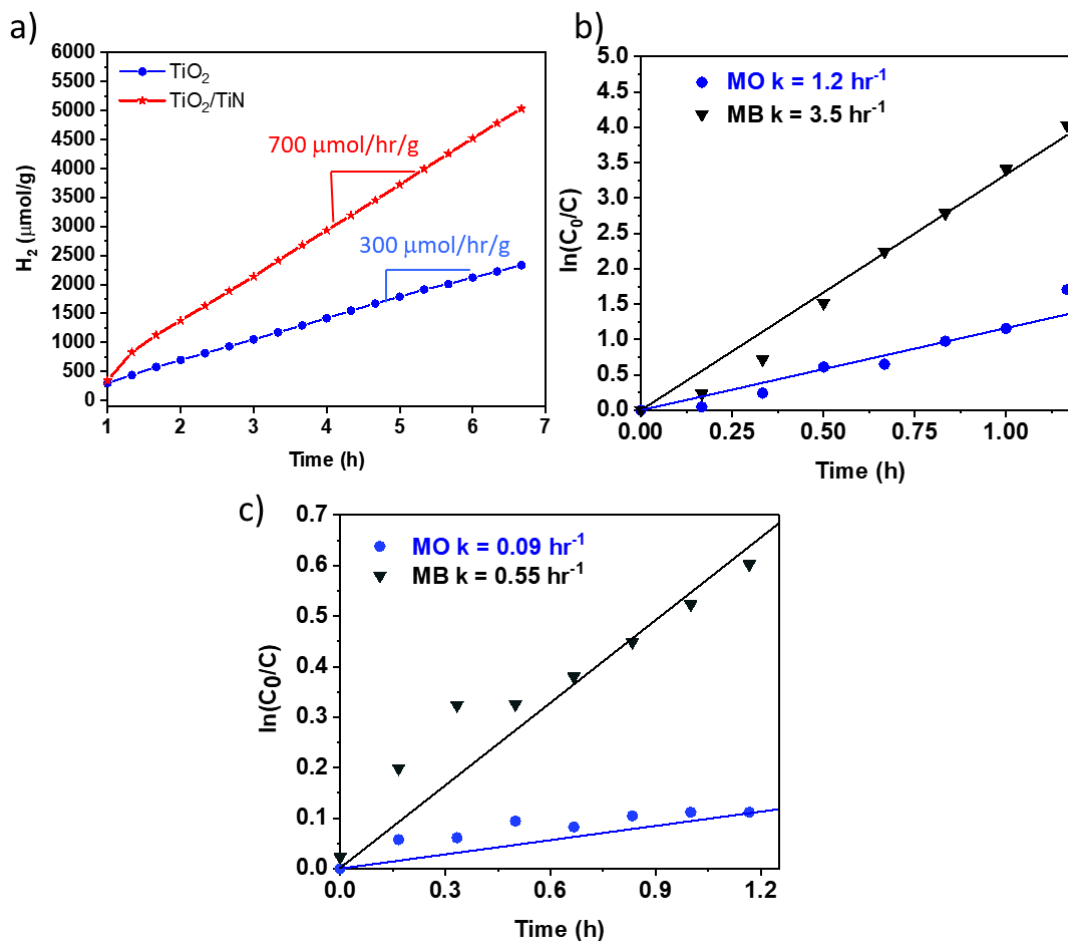 a)
6000
5500
5000
4500
4000
3500
3000
2500
2000
1500
1000
500
0
H₂ (μmol/g)
TiO₂
TiO₂/TiN
700 μmol/hr/g
300 μmol/hr/g
1 2 3 4 5 6 7
Time (h)
b)
5.0
4.5
4.0
3.5
3.0
2.5
2.0
1.5
1.0
0.5
0.0
ln(C₀/C)
MO k = 1.2 hr⁻¹
MB k = 3.5 hr⁻¹
0.00 0.25 0.50 0.75 1.00
Time (h)
c)
0.7
0.6
0.5
0.4
0.3
0.2
0.1
0.0
ln(C0/C)
MO k = 0.09 hr⁻¹
MB k = 0.55 hr⁻¹
0.0 0.3 0.6 0.9 1.2
Time (h)